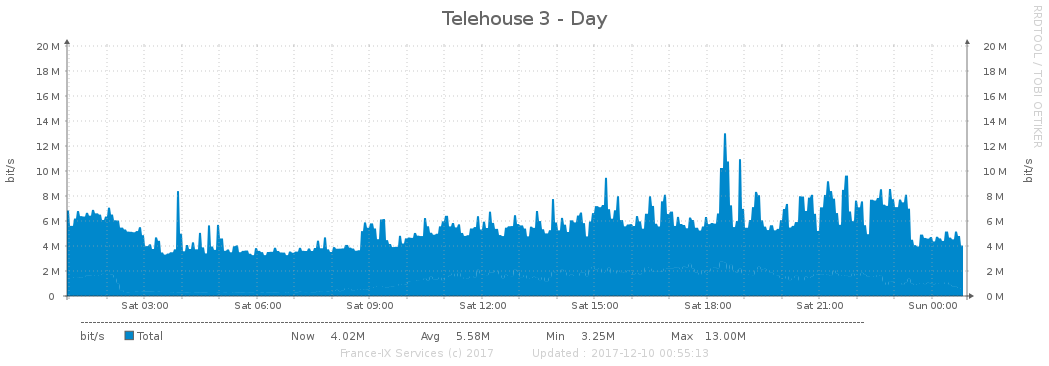 Telehouse 3 - Day
RRDTOOL / TOBI OETIKER
20 M 20 M
18 M 18 M
16 M 16 M
14 M 14 M
12 M 12 M
10 M 10 M
8 M 8 M
6 M 6 M
4 M 4 M
2 M 2 M
0 0 M
bit/s bit/s
Sat 03:00 Sat 06:00 Sat 09:00 Sat 12:00 Sat 15:00 Sat 18:00 Sat 21:00 Sun 00:00
bit/s Total Now 4.02M Avg 5.58M Min 3.25M Max 13.00M
France-IX Services (c) 2017 Updated : 2017-12-10 00:55:13